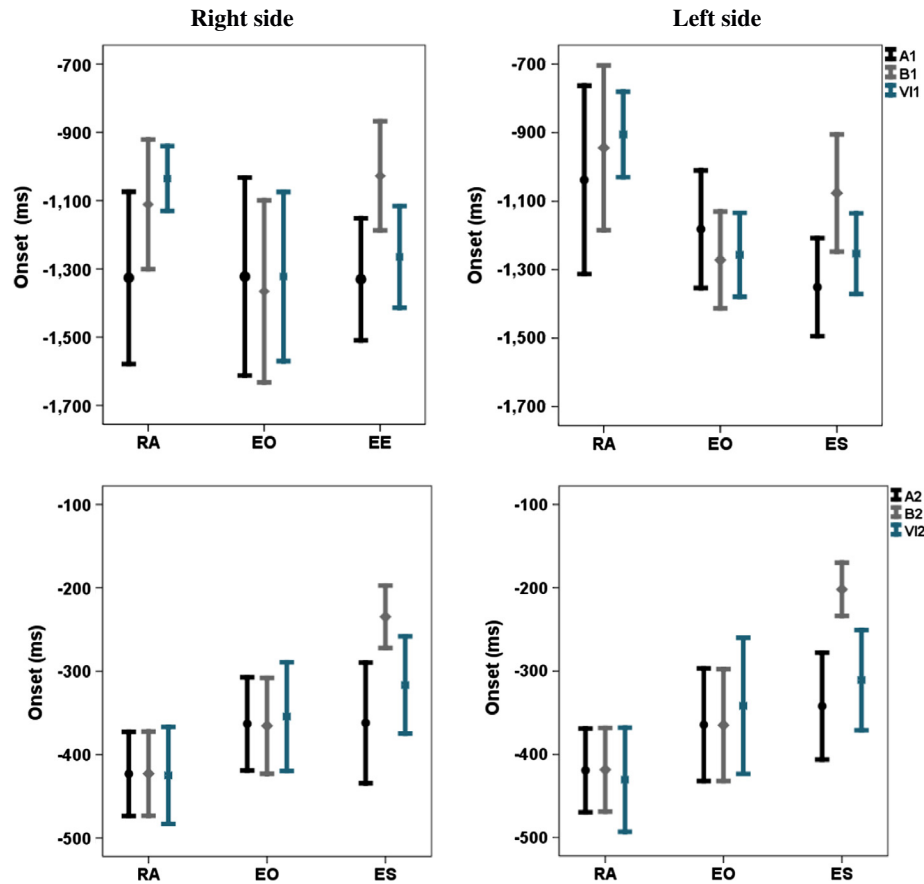 Right side
Left side
-700
-900
-1,100
-1,300
-1,500
-1,700
Onset (ms)
RA EO EE
-700
-900
-1,100
-1,300
-1,500
-1,700
Onset (ms)
RA EO ES
A1
B1
VI1
-100
-200
-300
-400
-500
Onset (ms)
RA EO ES
-100
-200
-300
-400
-500
Onset (ms)
RA EO ES
A2
B2
VI2